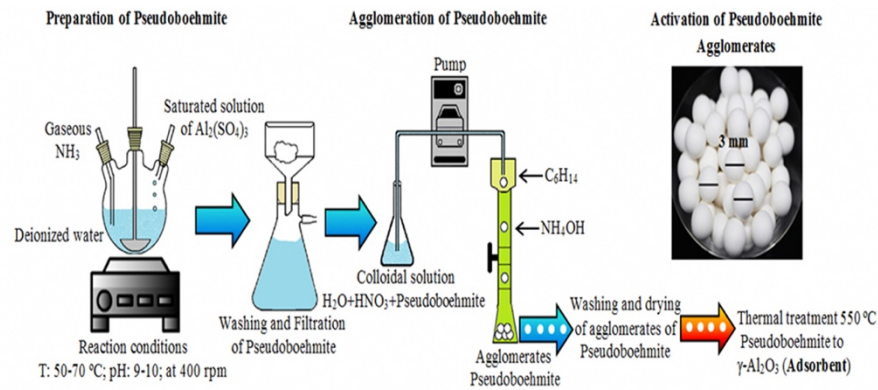 Preparation of Pseudoboehmite
Agglomeration of Pseudoboehmite
Activation of Pseudoboehmite
Agglomerates
Saturated solution
of Al₂(SO₄)₃
Gaseous
NH₃
Deionized water
Reaction conditions
T: 50-70 ºC; pH: 9-10; at 400 rpm
Washing and Filtration
of Pseudoboehmite
Pump
Colloidal solution
H₂O+HNO₃+Pseudoboehmite
C₆H₁₄
NH₄OH
Agglomerates
Pseudoboehmite
Washing and drying
of agglomerates of
Pseudoboehmite
3 mm
Thermal treatment 550 ºC
Pseudoboehmite to
γ-Al₂O₃ (Adsorbent)